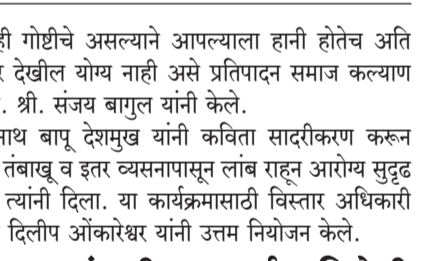 ही गोष्टीचे असल्याने आपल्याला हानी होतेच अति
देखील योग्य नाही असे प्रतिपादन समाज कल्याण
. श्री. संजय बागुल यांनी केले.
नाथ बापू देशमुख यांनी कविता सादरीकरण करून
तंबाखू व इतर व्यसनापासून लांब राहून आरोग्य सुदृढ
त्यांनी दिला. या कार्यक्रमासाठी विस्तार अधिकारी
दिलीप ओंकारेश्वर यांनी उत्तम नियोजन केले.